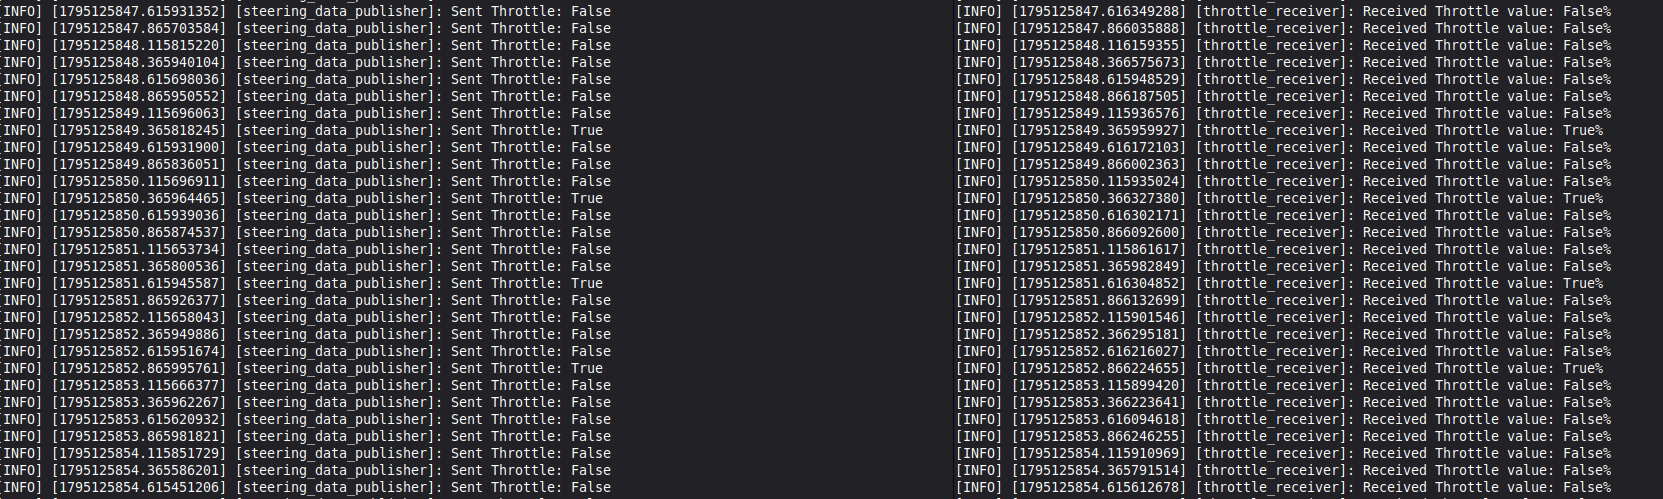 [INFO] [1795125847.615931352] [steering_data_publisher]: Sent Throttle: False
[INFO] [1795125847.865703584] [steering_data_publisher]: Sent Throttle: False
[INFO] [1795125848.115815220] [steering_data_publisher]: Sent Throttle: False
[INFO] [1795125848.365940104] [steering_data_publisher]: Sent Throttle: False
[INFO] [1795125848.615698036] [steering_data_publisher]: Sent Throttle: False
[INFO] [1795125848.865950552] [steering_data_publisher]: Sent Throttle: False
[INFO] [1795125849.115696063] [steering_data_publisher]: Sent Throttle: False
[INFO] [1795125849.365818245] [steering_data_publisher]: Sent Throttle: True
[INFO] [1795125849.615931900] [steering_data_publisher]: Sent Throttle: False
[INFO] [1795125849.865836051] [steering_data_publisher]: Sent Throttle: False
[INFO] [1795125850.115696911] [steering_data_publisher]: Sent Throttle: False
[INFO] [1795125850.365964465] [steering_data_publisher]: Sent Throttle: True
[INFO] [1795125850.615939036] [steering_data_publisher]: Sent Throttle: False
[INFO] [1795125850.865874537] [steering_data_publisher]: Sent Throttle: False
[INFO] [1795125851.115653734] [steering_data_publisher]: Sent Throttle: False
[INFO] [1795125851.365800536] [steering_data_publisher]: Sent Throttle: False
[INFO] [1795125851.615945587] [steering_data_publisher]: Sent Throttle: True
[INFO] [1795125851.865926377] [steering_data_publisher]: Sent Throttle: False
[INFO] [1795125852.115658043] [steering_data_publisher]: Sent Throttle: False
[INFO] [1795125852.365949886] [steering_data_publisher]: Sent Throttle: False
[INFO] [1795125852.615951674] [steering_data_publisher]: Sent Throttle: False
[INFO] [1795125852.865995761] [steering_data_publisher]: Sent Throttle: True
[INFO] [1795125853.115666377] [steering_data_publisher]: Sent Throttle: False
[INFO] [1795125853.365962267] [steering_data_publisher]: Sent Throttle: False
[INFO] [1795125853.615620932] [steering_data_publisher]: Sent Throttle: False
[INFO] [1795125853.865981821] [steering_data_publisher]: Sent Throttle: False
[INFO] [1795125854.115851729] [steering_data_publisher]: Sent Throttle: False
[INFO] [1795125854.365586201] [steering_data_publisher]: Sent Throttle: False
[INFO] [1795125854.615451206] [steering_data_publisher]: Sent Throttle: False
[INFO] [1795125847.616349288] [throttle_receiver]: Received Throttle value: False%
[INFO] [1795125847.866035888] [throttle_receiver]: Received Throttle value: False%
[INFO] [1795125848.116159355] [throttle_receiver]: Received Throttle value: False%
[INFO] [1795125848.366575673] [throttle_receiver]: Received Throttle value: False%
[INFO] [1795125848.615948529] [throttle_receiver]: Received Throttle value: False%
[INFO] [1795125848.866187505] [throttle_receiver]: Received Throttle value: False%
[INFO] [1795125849.115936576] [throttle_receiver]: Received Throttle value: False%
[INFO] [1795125849.365959927] [throttle_receiver]: Received Throttle value: True%
[INFO] [1795125849.616172103] [throttle_receiver]: Received Throttle value: False%
[INFO] [1795125849.866002363] [throttle_receiver]: Received Throttle value: False%
[INFO] [1795125850.115935024] [throttle_receiver]: Received Throttle value: False%
[INFO] [1795125850.366327380] [throttle_receiver]: Received Throttle value: True%
[INFO] [1795125850.616302171] [throttle_receiver]: Received Throttle value: False%
[INFO] [1795125850.866092600] [throttle_receiver]: Received Throttle value: False%
[INFO] [1795125851.115861617] [throttle_receiver]: Received Throttle value: False%
[INFO] [1795125851.365982849] [throttle_receiver]: Received Throttle value: False%
[INFO] [1795125851.616304852] [throttle_receiver]: Received Throttle value: True%
[INFO] [1795125851.866132699] [throttle_receiver]: Received Throttle value: False%
[INFO] [1795125852.115901546] [throttle_receiver]: Received Throttle value: False%
[INFO] [1795125852.366295181] [throttle_receiver]: Received Throttle value: False%
[INFO] [1795125852.616216027] [throttle_receiver]: Received Throttle value: False%
[INFO] [1795125852.866224655] [throttle_receiver]: Received Throttle value: True%
[INFO] [1795125853.115899420] [throttle_receiver]: Received Throttle value: False%
[INFO] [1795125853.366223641] [throttle_receiver]: Received Throttle value: False%
[INFO] [1795125853.616094618] [throttle_receiver]: Received Throttle value: False%
[INFO] [1795125853.866246255] [throttle_receiver]: Received Throttle value: False%
[INFO] [1795125854.115910969] [throttle_receiver]: Received Throttle value: False%
[INFO] [1795125854.365791514] [throttle_receiver]: Received Throttle value: False%
[INFO] [1795125854.615612678] [throttle_receiver]: Received Throttle value: False%